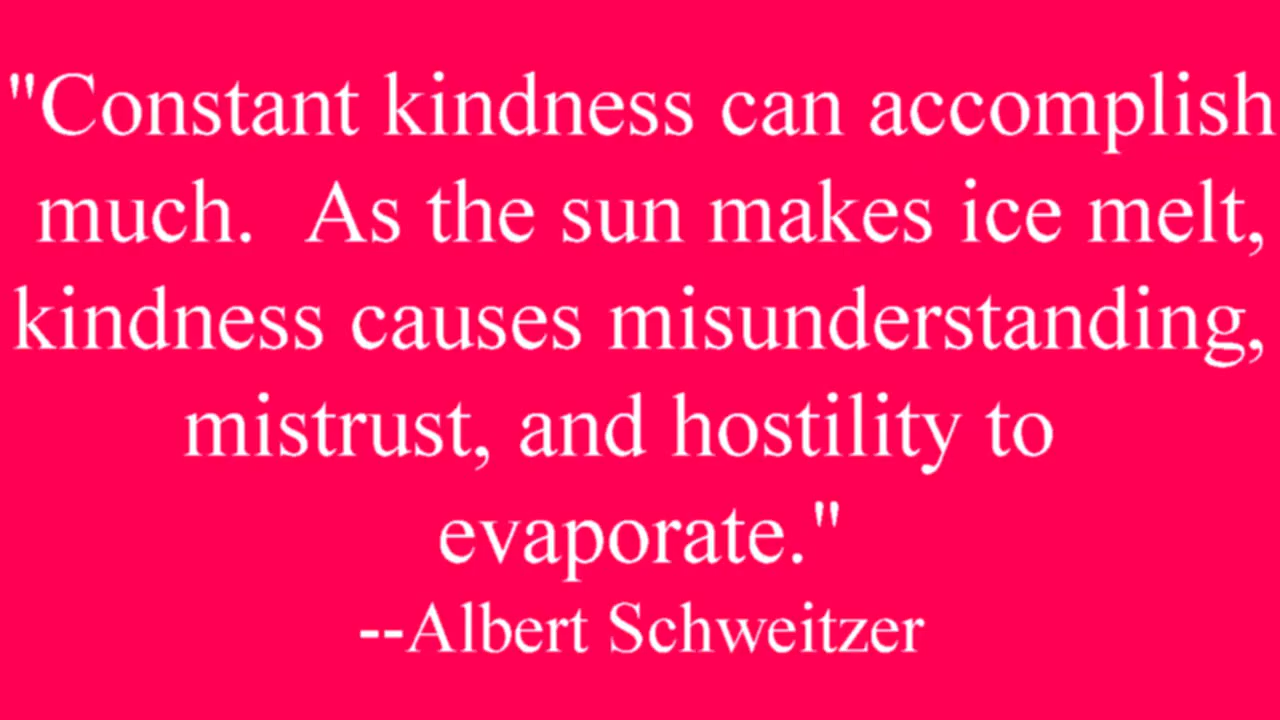 "Constant kindness can accomplish
much.  As the sun makes ice melt,
kindness causes misunderstanding,
mistrust, and hostility to
evaporate."
--Albert Schweitzer